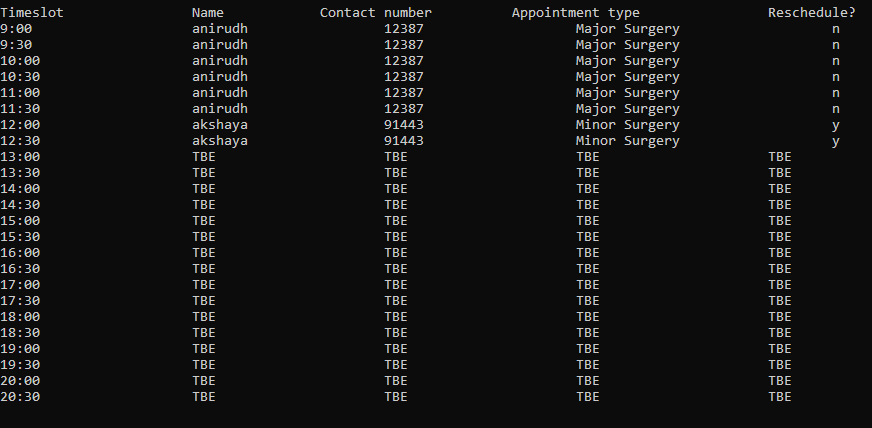 Timeslot Name Contact number Appointment type Reschedule?
9:00 anirudh 12387 Major Surgery n
9:30 anirudh 12387 Major Surgery n
10:00 anirudh 12387 Major Surgery n
10:30 anirudh 12387 Major Surgery n
11:00 anirudh 12387 Major Surgery n
11:30 anirudh 12387 Major Surgery n
12:00 akshaya 91443 Minor Surgery y
12:30 akshaya 91443 Minor Surgery y
13:00 TBE TBE TBE TBE
13:30 TBE TBE TBE TBE
14:00 TBE TBE TBE TBE
14:30 TBE TBE TBE TBE
15:00 TBE TBE TBE TBE
15:30 TBE TBE TBE TBE
16:00 TBE TBE TBE TBE
16:30 TBE TBE TBE TBE
17:00 TBE TBE TBE TBE
17:30 TBE TBE TBE TBE
18:00 TBE TBE TBE TBE
18:30 TBE TBE TBE TBE
19:00 TBE TBE TBE TBE
19:30 TBE TBE TBE TBE
20:00 TBE TBE TBE TBE
20:30 TBE TBE TBE TBE